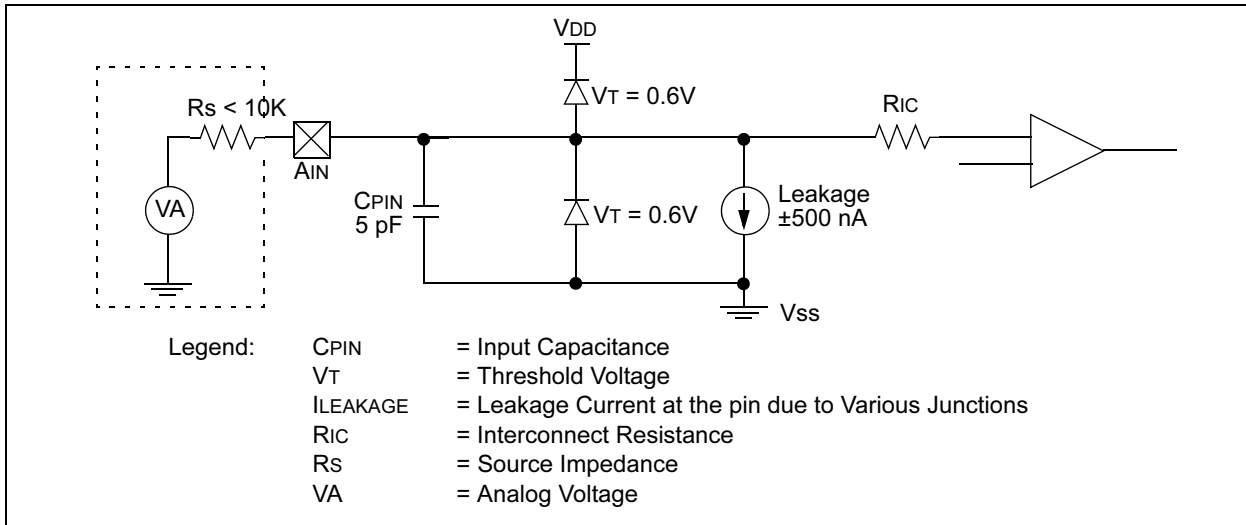 VDD
VT = 0.6V
RIC
Rs < 10K
AIN
VA
CPIN
5 pF
VT = 0.6V
Leakage
±500 nA
Vss
Legend:
CPIN = Input Capacitance
VT = Threshold Voltage
ILEAKAGE = Leakage Current at the pin due to Various Junctions
RIC = Interconnect Resistance
RS = Source Impedance
VA = Analog Voltage